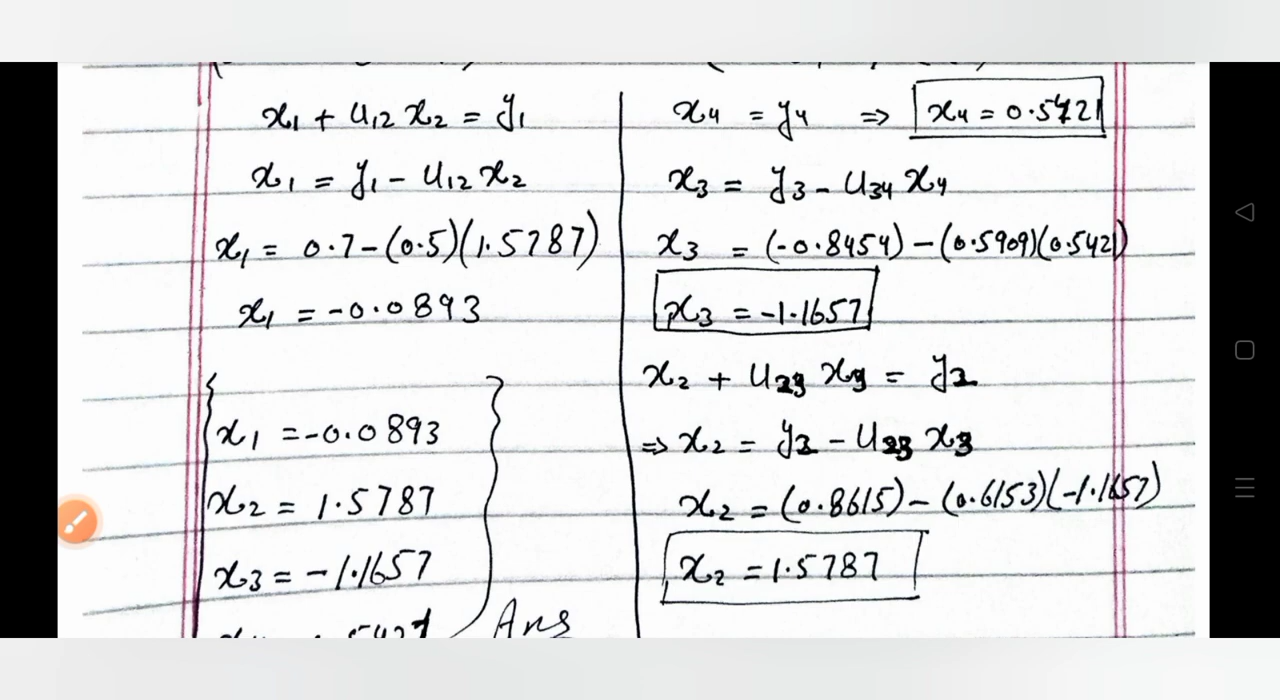 x₁ + u₁₂ x₂ = y₁
x₁ = y₁ - u₁₂ x₂
x₁ = 0.7 - (0.5)(1.5787)
x₁ = -0.0893
x₁ = -0.0893
x₂ = 1.5787
x₃ = -1.1657
Ans
x₄ = y₄ ⇒ x₄ = 0.5421
x₃ = y₃ - u₃₄ x₄
x₃ = (-0.8454) - (0.5909)(0.5421)
x₃ = -1.1657
x₂ + u₂₃ x₃ = y₂
⇒ x₂ = y₂ - u₂₃ x₃
x₂ = (0.8615) - (0.6153)(-1.1657)
x₂ = 1.5787